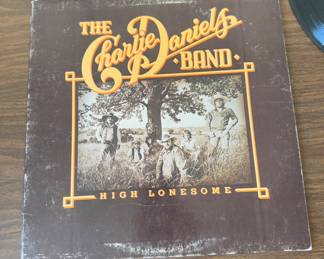 THE
Charlie Daniels
BAND
HIGH LONESOME